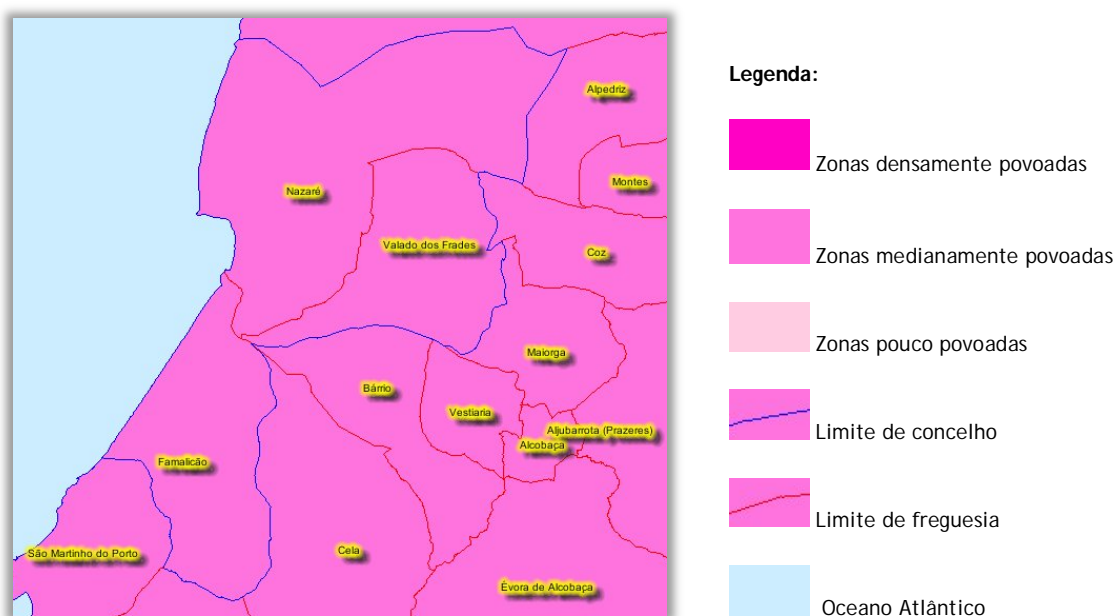 Alpedriz
Montes
Nazaré
Valado dos Frades
Coz
Maiorga
Bárrio
Vestiaria
Aljubarrota (Prazeres)
Alcobaça
Famalicão
São Martinho do Porto
Cela
Évora de Alcobaça
Legenda:
Zonas densamente povoadas
Zonas medianamente povoadas
Zonas pouco povoadas
Limite de concelho
Limite de freguesia
Oceano Atlântico